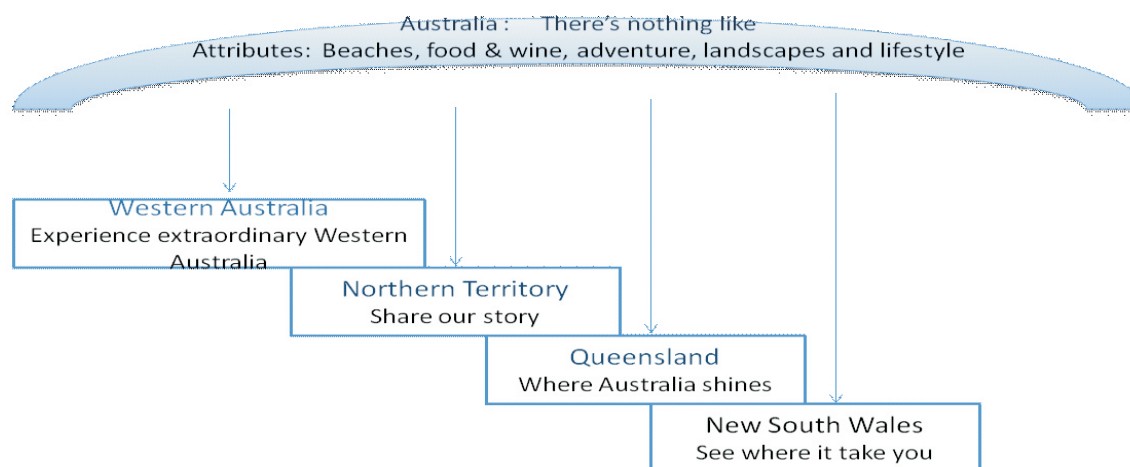 Australia : There's nothing like
Attributes: Beaches, food & wine, adventure, landscapes and lifestyle
Western Australia
Experience extraordinary Western
Australia
Northern Territory
Share our story
Queensland
Where Australia shines
New South Wales
See where it take you